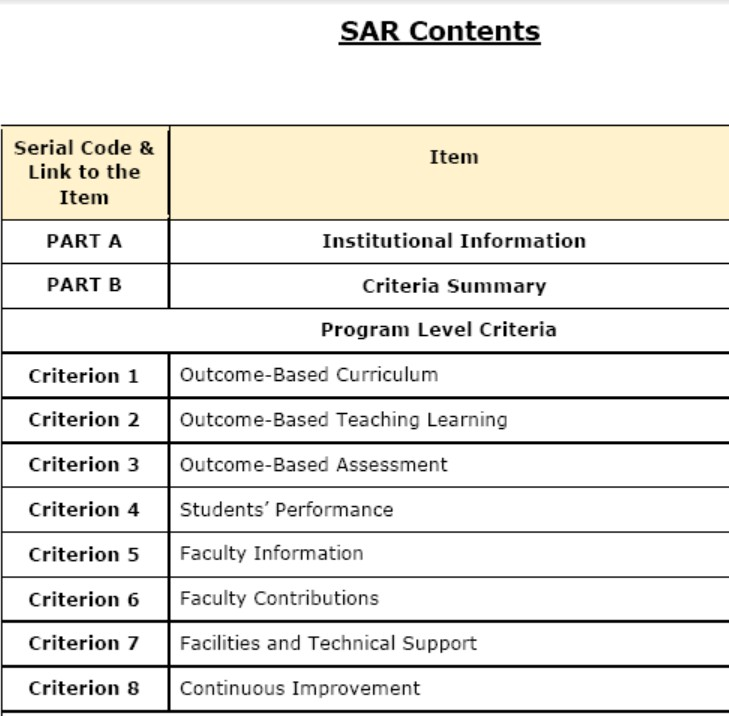 SAR Contents
Serial Code &
Link to the
Item
Item
PART A
Institutional Information
PART B
Criteria Summary
Program Level Criteria
Criterion 1
Outcome-Based Curriculum
Criterion 2
Outcome-Based Teaching Learning
Criterion 3
Outcome-Based Assessment
Criterion 4
Students’ Performance
Criterion 5
Faculty Information
Criterion 6
Faculty Contributions
Criterion 7
Facilities and Technical Support
Criterion 8
Continuous Improvement